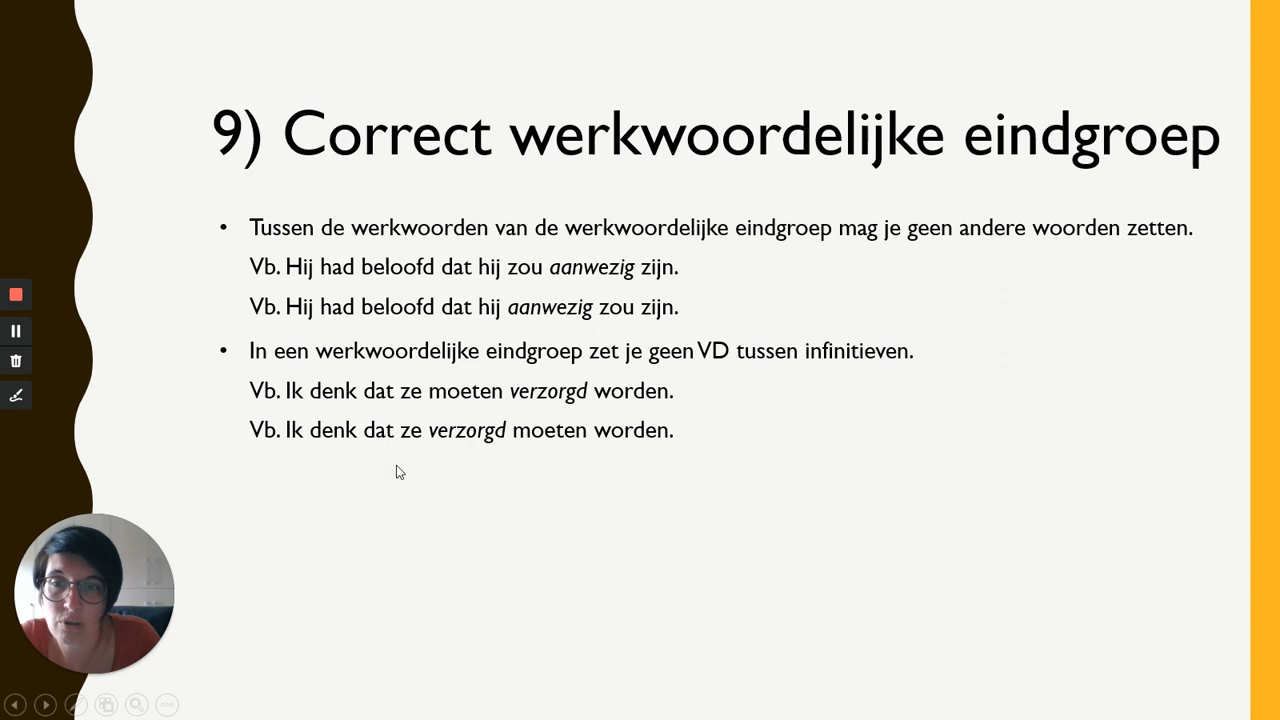 9) Correct werkwoordelijke eindgroep
• Tussen de werkwoorden van de werkwoordelijke eindgroep mag je geen andere woorden zetten.
Vb. Hij had beloofd dat hij zou aanwezig zijn.
Vb. Hij had beloofd dat hij aanwezig zou zijn.
• In een werkwoordelijke eindgroep zet je geen VD tussen infinitieven.
Vb. Ik denk dat ze moeten verzorgd worden.
Vb. Ik denk dat ze verzorgd moeten worden.